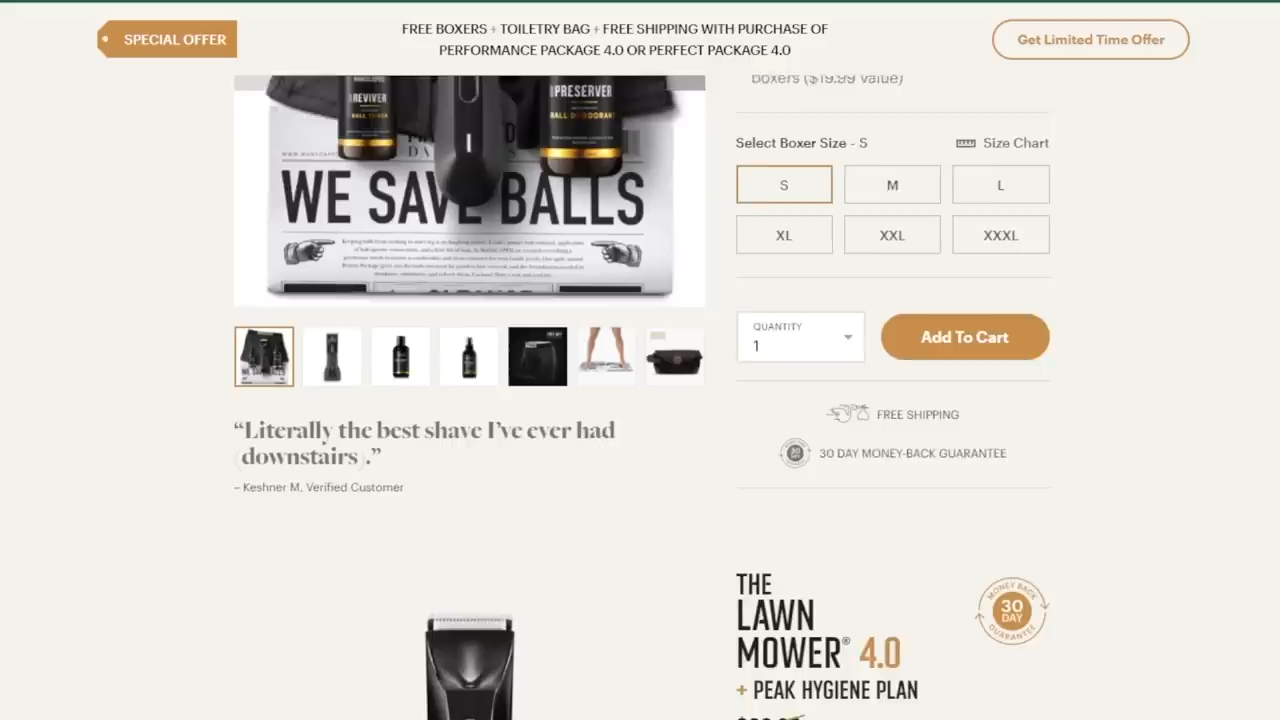 SPECIAL OFFER
FREE BOXERS + TOILETRY BAG + FREE SHIPPING WITH PURCHASE OF
PERFORMANCE PACKAGE 4.0 OR PERFECT PACKAGE 4.0
Get Limited Time Offer
Boxers ($19.99 Value)
REVIVER
BALL TONER
PRESERVER
BALL DEODORANT
WE SAVE BALLS
Select Boxer Size - S
Size Chart
S
M
L
XL
XXL
XXXL
QUANTITY
1
Add To Cart
FREE SHIPPING
30 DAY MONEY-BACK GUARANTEE
“Literally the best shave I’ve ever had
(downstairs).”
– Keshner M, Verified Customer
THE
LAWN
MOWER® 4.0
+ PEAK HYGIENE PLAN
MONEY BACK
30
DAY
GUARANTEE